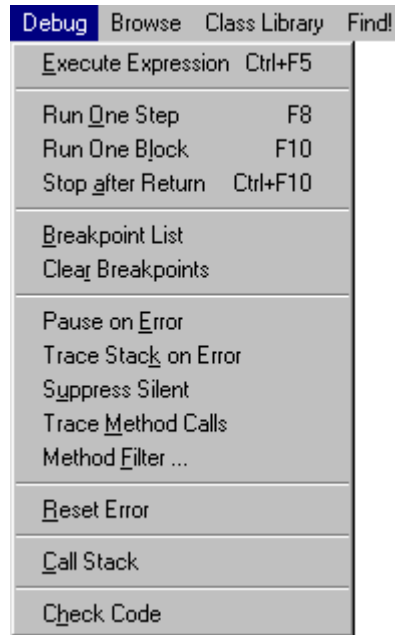 Debug Browse Class Library Find!
Execute Expression Ctrl+F5
Run One Step F8
Run One Block F10
Stop after Return Ctrl+F10
Breakpoint List
Clear Breakpoints
Pause on Error
Trace Stack on Error
Suppress Silent
Trace Method Calls
Method Filter ...
Reset Error
Call Stack
Check Code